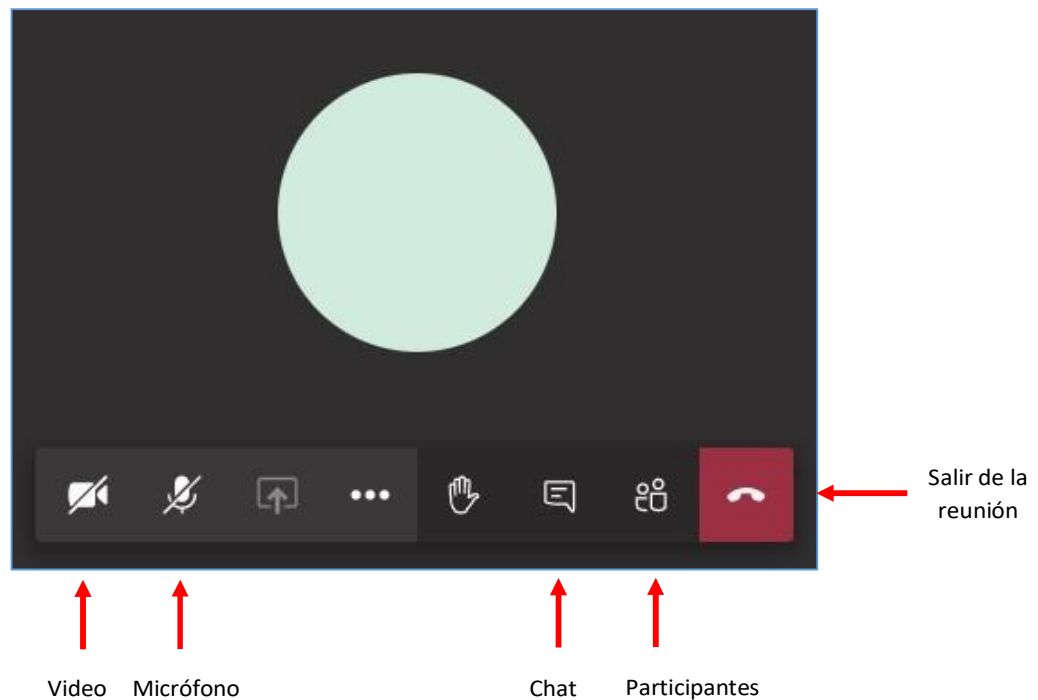 Salir de la
reunión
Video
Micrófono
Chat
Participantes